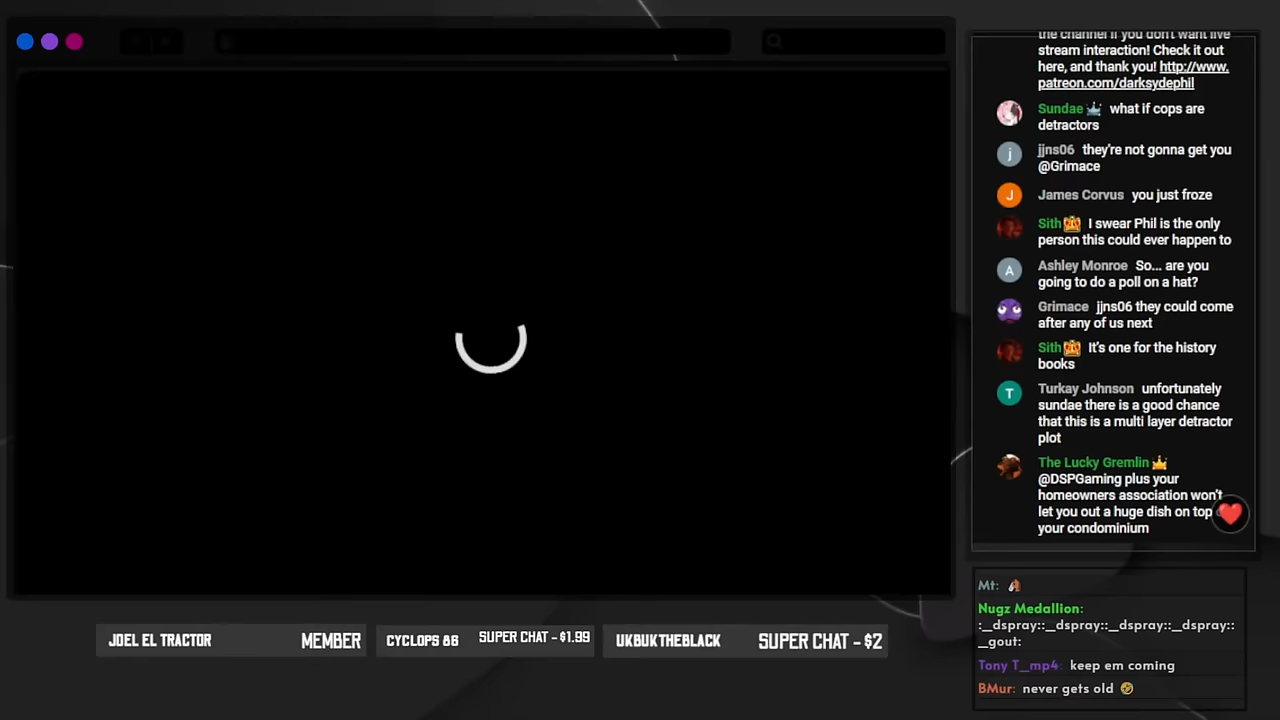 the channel if you don't want live
stream interaction! Check it out
here, and thank you! http://www.
patreon.com/darksydephil
Sundae what if cops are
detractors
jjns06 they're not gonna get you
@Grimace
James Corvus you just froze
Sith I swear Phil is the only
person this could ever happen to
Ashley Monroe So... are you
going to do a poll on a hat?
Grimace jjns06 they could come
after any of us next
Sith It's one for the history
books
Turkay Johnson unfortunately
sundae there is a good chance
that this is a multi layer detractor
plot
The Lucky Gremlin
@DSPGaming plus your
homeowners association won't
let you out a huge dish on top
your condominium
Mt:
Nugz Medallion:
:__dspray::__dspray::__dspray::__dspray::
__gout:
Tony T__mp4: keep em coming
BMur: never gets old
JOEL EL TRACTOR MEMBER
CYCLOPS 86 SUPER CHAT - $1.99
UKBUKTHEBLACK SUPER CHAT - $2